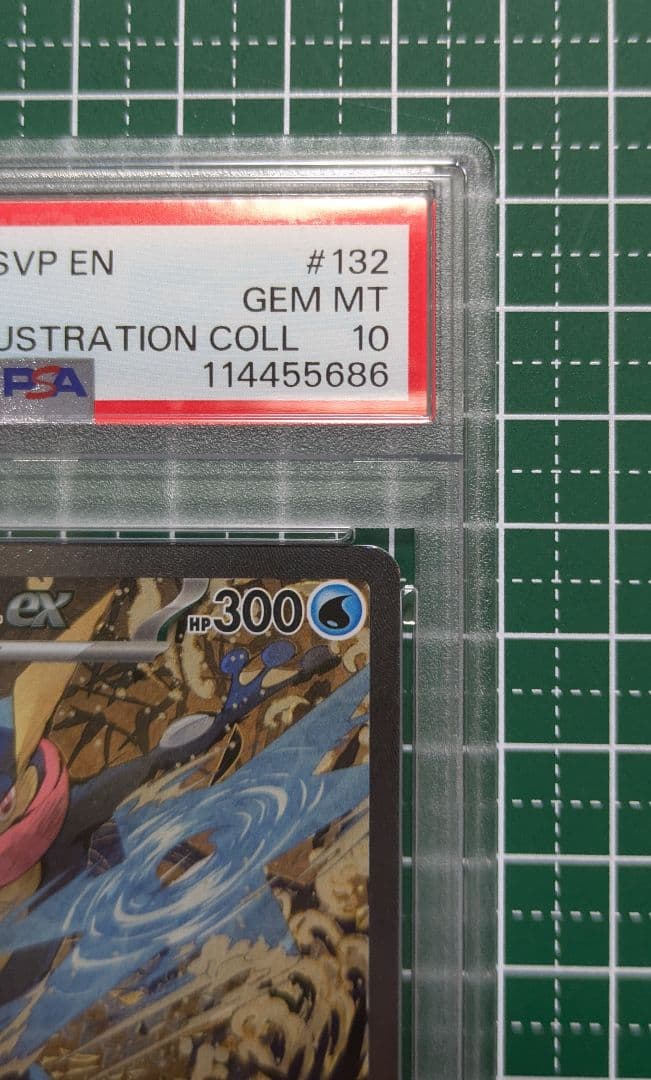 SVP EN #132
GEM MT
USTRATION COLL 10
PSA 114455686
ex HP300